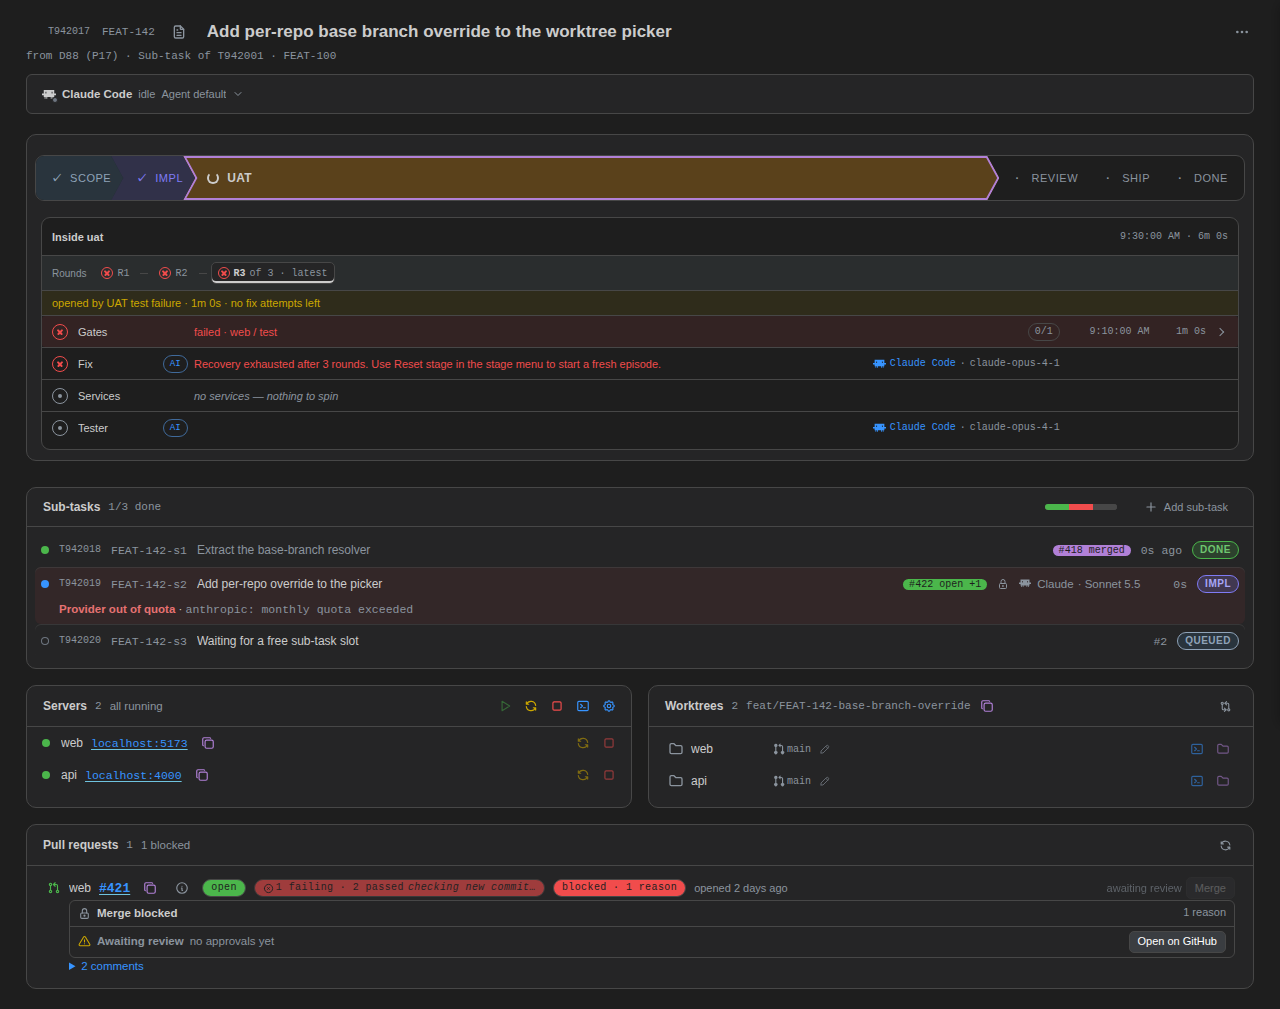 T942017 FEAT-142 Add per-repo base branch override to the worktree picker
from D88 (P17) · Sub-task of T942001 · FEAT-100
Claude Code idle Agent default
SCOPE IMPL UAT REVIEW SHIP DONE
Inside uat 9:30:00 AM · 6m 0s
Rounds R1 — R2 — R3 of 3 · latest
opened by UAT test failure · 1m 0s · no fix attempts left
Gates failed · web / test 0/1 9:10:00 AM 1m 0s
Fix AI Recovery exhausted after 3 rounds. Use Reset stage in the stage menu to start a fresh episode. Claude Code · claude-opus-4-1
Services no services — nothing to spin
Tester AI Claude Code · claude-opus-4-1
Sub-tasks 1/3 done Add sub-task
T942018 FEAT-142-s1 Extract the base-branch resolver #418 merged 0s ago DONE
T942019 FEAT-142-s2 Add per-repo override to the picker #422 open +1 Claude · Sonnet 5.5 0s IMPL
Provider out of quota · anthropic: monthly quota exceeded
T942020 FEAT-142-s3 Waiting for a free sub-task slot #2 QUEUED
Servers 2 all running
web localhost:5173
api localhost:4000
Worktrees 2 feat/FEAT-142-base-branch-override
web main
api main
Pull requests 1 1 blocked
web #421 open 1 failing · 2 passed checking new commit… blocked · 1 reason opened 2 days ago awaiting review Merge
Merge blocked 1 reason
Awaiting review no approvals yet Open on GitHub
2 comments